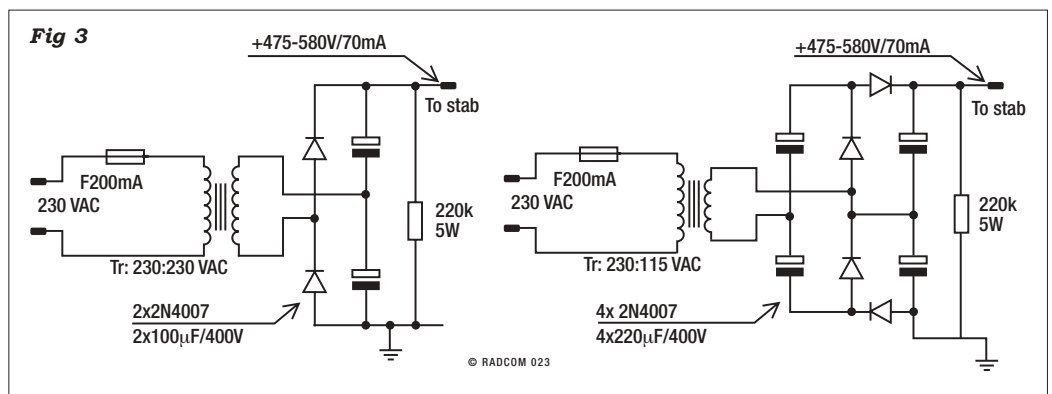 Fig 3
+475-580V/70mA
To stab
F200mA
230 VAC
Tr: 230:230 VAC
220k
5W
2x2N4007
2x100µF/400V
+475-580V/70mA
To stab
F200mA
230 VAC
Tr: 230:115 VAC
220k
5W
4x 2N4007
4x220µF/400V
© RADCOM 023